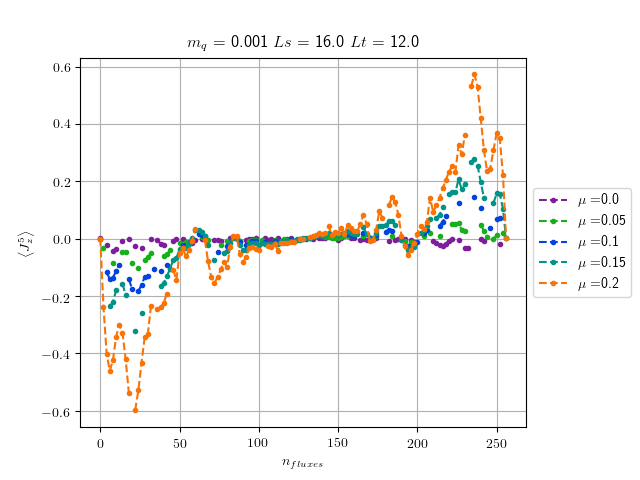 m_q = 0.001 Ls = 16.0 Lt = 12.0
0.6
0.4
0.2
0.0
−0.2
−0.4
−0.6
⟨J_z^5⟩
0 50 100 150 200 250
n_{fluxes}
μ =0.0
μ =0.05
μ =0.1
μ =0.15
μ =0.2